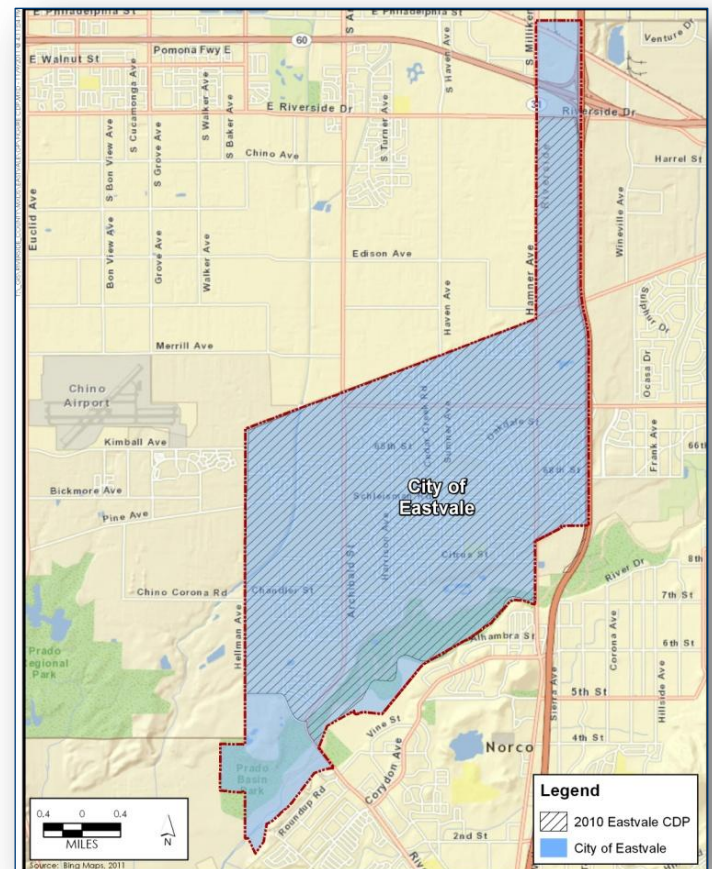 E Philadelphia St
E Philadelphia St
60
Pomona Fwy E
E Walnut St
Venture Dr
E Riverside Dr
Riverside Dr
S Cucamonga Ave
S Bon View Ave
S Grove Ave
S Walker Ave
S Baker Ave
S Turner Ave
S Haven Ave
Chino Ave
Harrel St
Euclid Ave
Bon View Ave
Grove Ave
Walker Ave
Edison Ave
Haven Ave
Hamner Ave
Wineville Ave
Sulphur Dr
Ocasa Dr
Merrill Ave
Chino
Airport
Kimball Ave
Bickmore Ave
Pine Ave
65th St
Sumner Ave
Oakdale St
68th St
Frank Ave
66th
City of
Eastvale
Harrison Ave
Citrus St
Archibald St
Chandler St
Hellman Ave
Chino Corona Rd
River Dr
8th
7th St
6th St
5th St
4th St
2nd St
Corona Ave
Hillside Ave
Sierra Ave
Alhambra St
Vine St
Corydon Ave
Roundup Rd
Norco
Prado
Regional
Park
Prado
Basin
Park
0.4 0 0.4
MILES
N
Legend
2010 Eastvale CDP
City of Eastvale
Source: Bing Maps, 2011